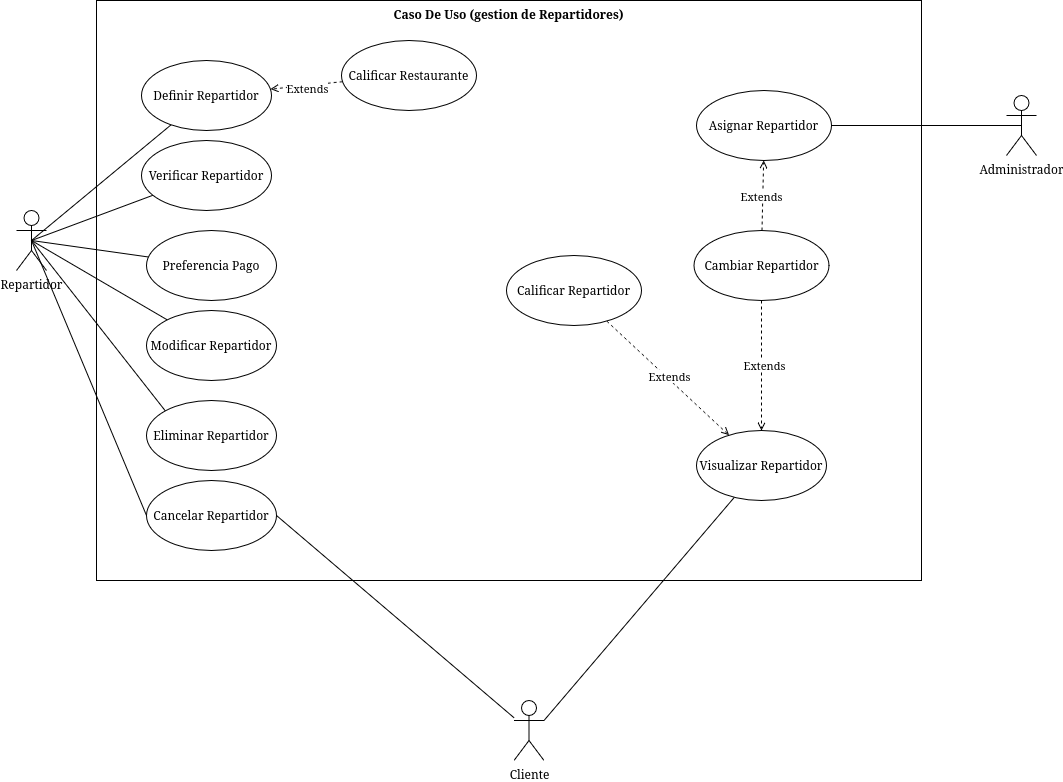 Caso De Uso (gestion de Repartidores)
Calificar Restaurante
Extends
Definir Repartidor
Asignar Repartidor
Administrador
Verificar Repartidor
Extends
Repartidor
Preferencia Pago
Cambiar Repartidor
Calificar Repartidor
Modificar Repartidor
Extends
Extends
Eliminar Repartidor
Visualizar Repartidor
Cancelar Repartidor
Cliente